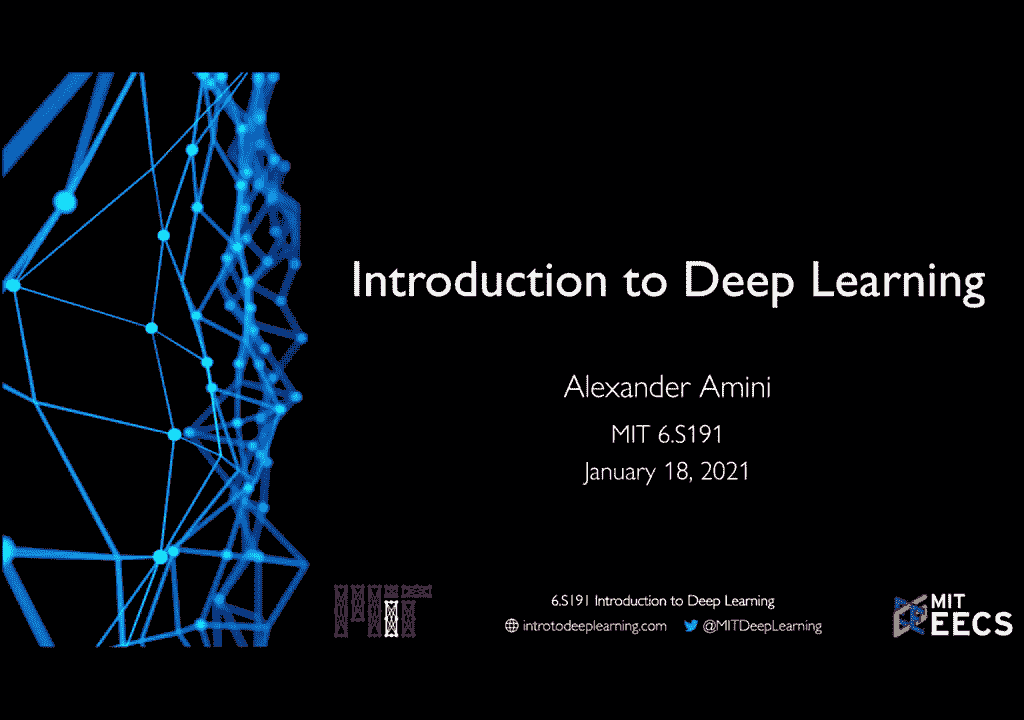 Introduction to Deep Learning
Alexander Amini
MIT 6.S191
January 18, 2021
MIT
6.S191 Introduction to Deep Learning
introtodeeplearning.com @MITDeepLearning
MIT
EECS